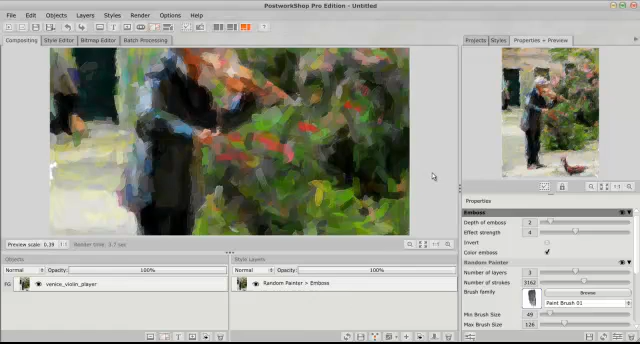 PostworkShop Pro Edition - Untitled
File Edit Objects Layers Styles Render Options Help
Compositing Style Editor Bitmap Editor Batch Processing
Projects Styles Properties + Preview
Properties
Emboss
Depth of emboss 2
Effect strength 4
Invert
Color emboss
Random Painter
Number of layers 3
Number of strokes 3162
Brush family Browse
Paint Brush 01
Min Brush Size 49
Max Brush Size 126
Preview scale: 0.39 1:1 Render time: 3.7 sec
Objects Style Layers
Normal Opacity: 100% Normal Opacity: 100%
FG venice_violin_player Random Painter > Emboss